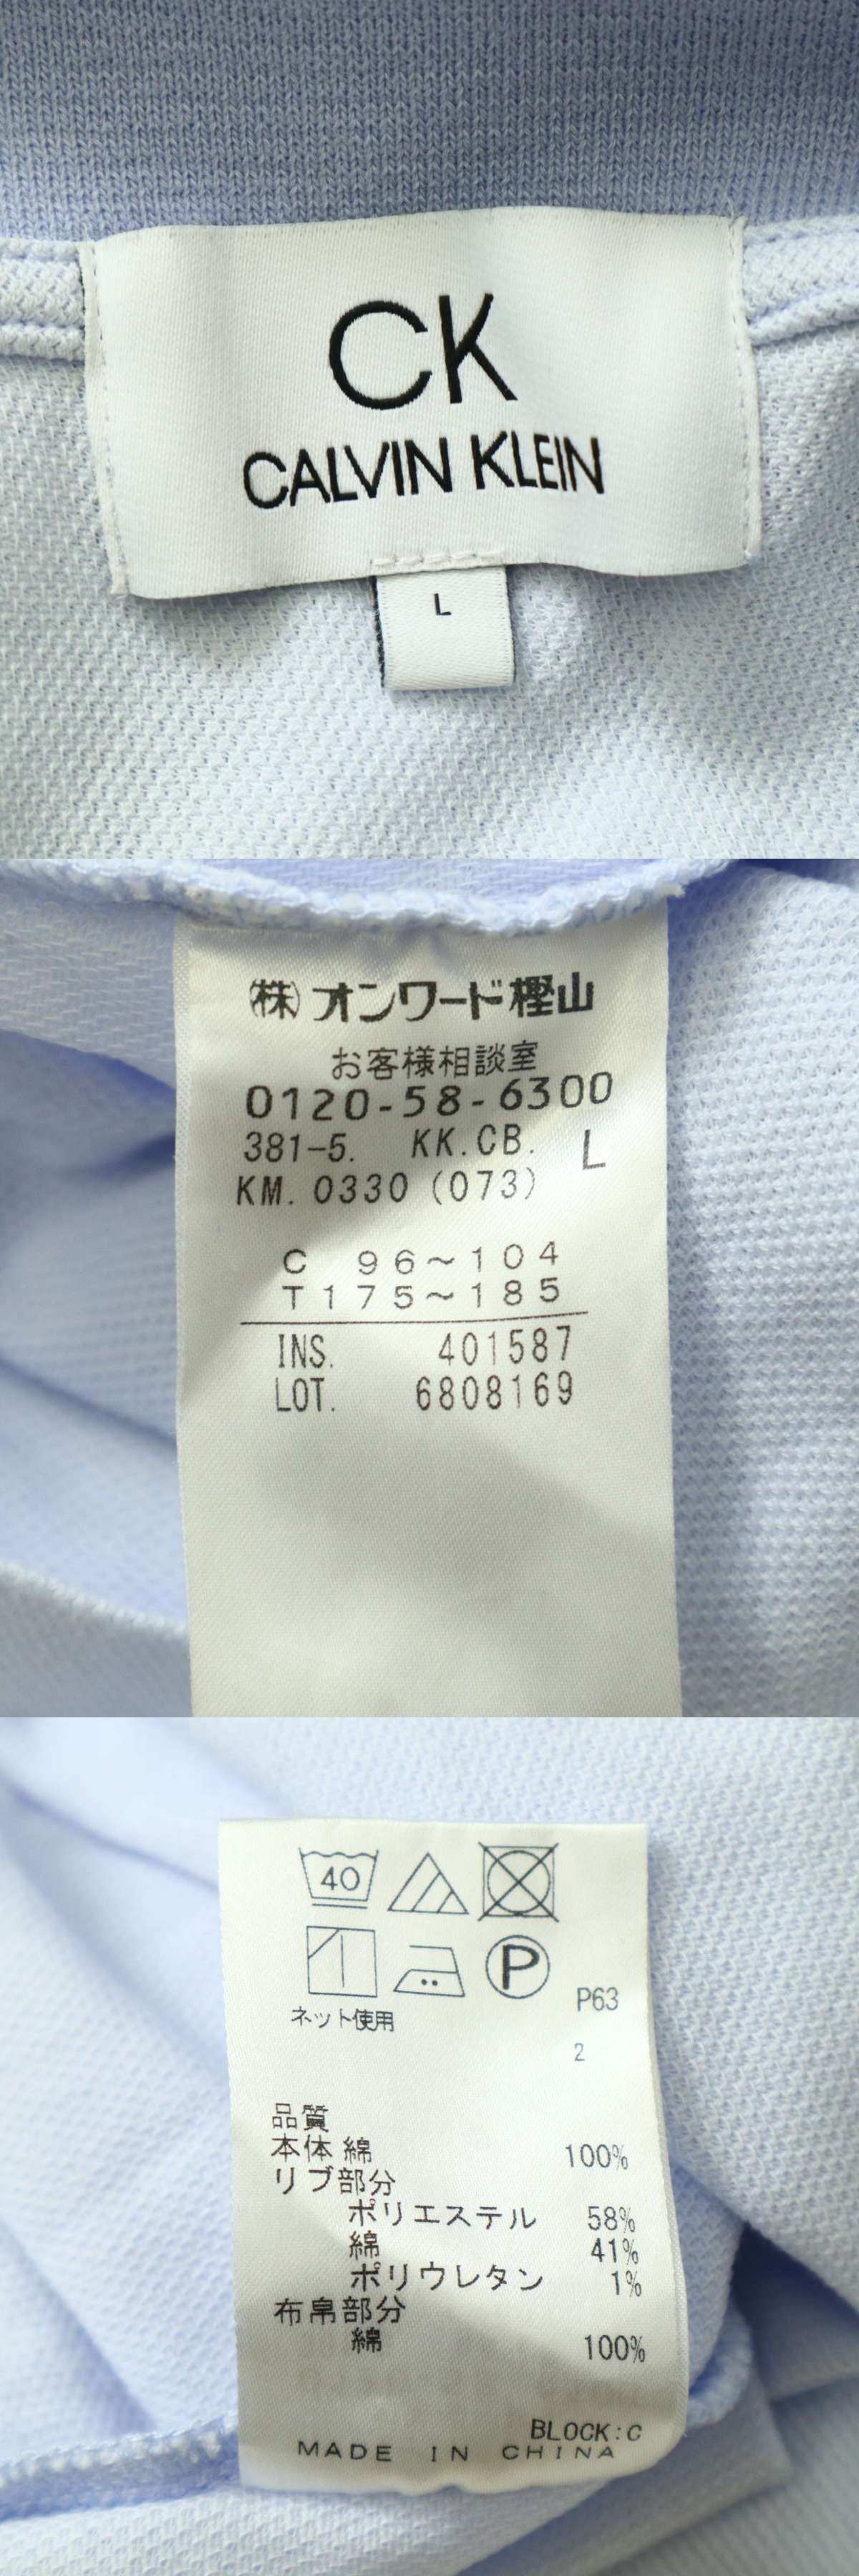 CK
CALVIN KLEIN
L
㈱オンワード樫山
お客様相談室
0120-58-6300
381-5. KK.CB. L
KM. 0330 (073)
C 96~104
T175~185
INS. 401587
LOT. 6808169
40
P
P63
ネット使用
2
品質
本体 綿 100%
リブ部分
ポリエステル 58%
綿 41%
ポリウレタン 1%
布帛部分
綿 100%
BLOCK:C
MADE IN CHINA